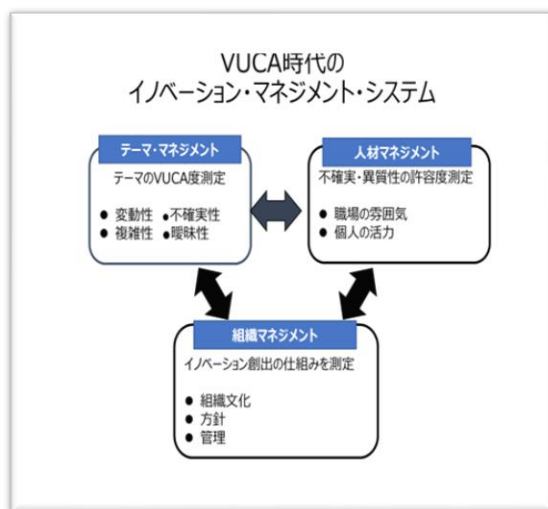 VUCA時代の
イノベーション・マネジメント・システム
テーマ・マネジメント
テーマのVUCA度測定
● 変動性 ●不確実性
● 複雑性 ●曖昧性
人材マネジメント
不確実・異質性の許容度測定
● 職場の雰囲気
● 個人の活力
組織マネジメント
イノベーション創出の仕組みを測定
● 組織文化
● 方針
● 管理